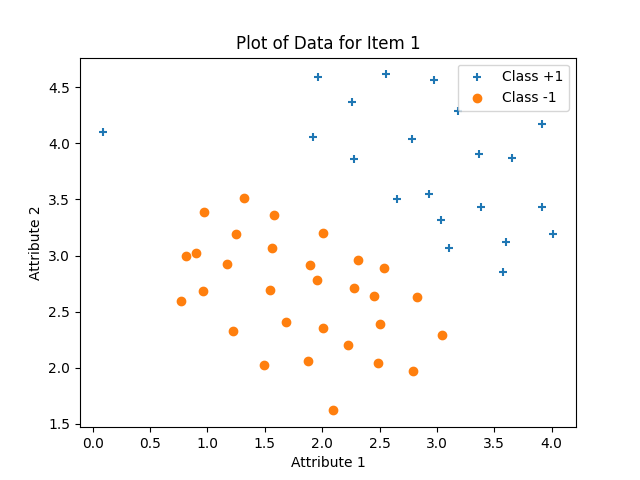 Plot of Data for Item 1
Class +1
Class -1
4.5
4.0
3.5
3.0
2.5
2.0
1.5
Attribute 2
0.0 0.5 1.0 1.5 2.0 2.5 3.0 3.5 4.0
Attribute 1